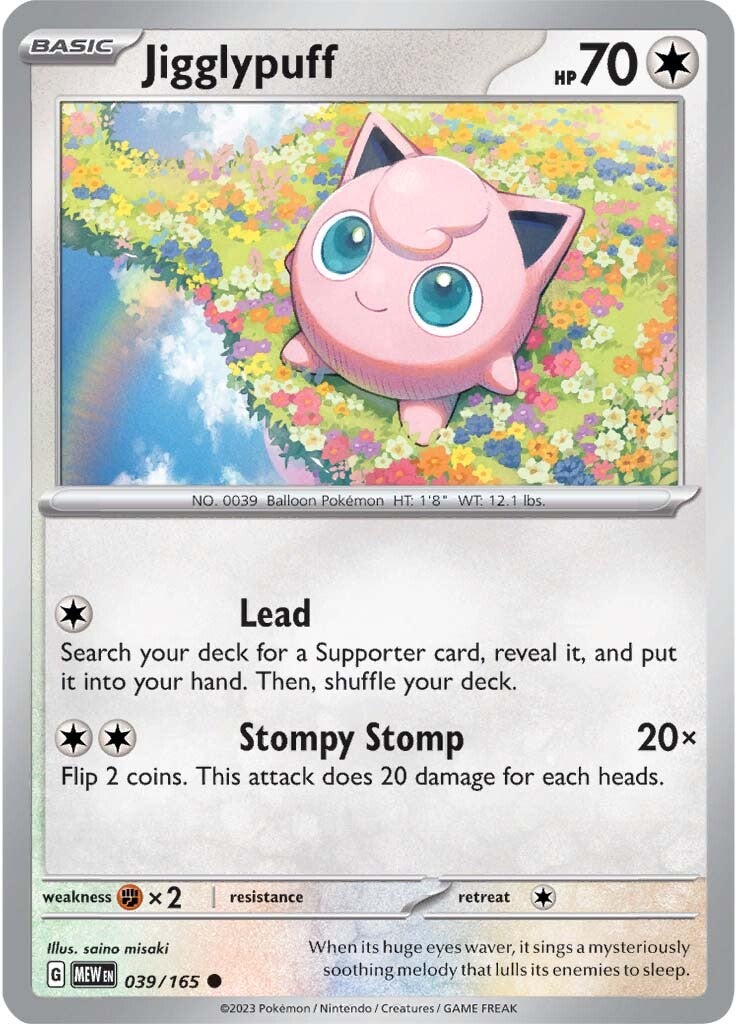 BASIC
Jigglypuff
HP 70
NO. 0039 Balloon Pokémon HT: 1'8" WT: 12.1 lbs.
Lead
Search your deck for a Supporter card, reveal it, and put
it into your hand. Then, shuffle your deck.
Stompy Stomp 20×
Flip 2 coins. This attack does 20 damage for each heads.
weakness ×2 resistance retreat
Illus. saino misaki
When its huge eyes waver, it sings a mysteriously
soothing melody that lulls its enemies to sleep.
G MEW EN 039/165
©2023 Pokémon / Nintendo / Creatures / GAME FREAK